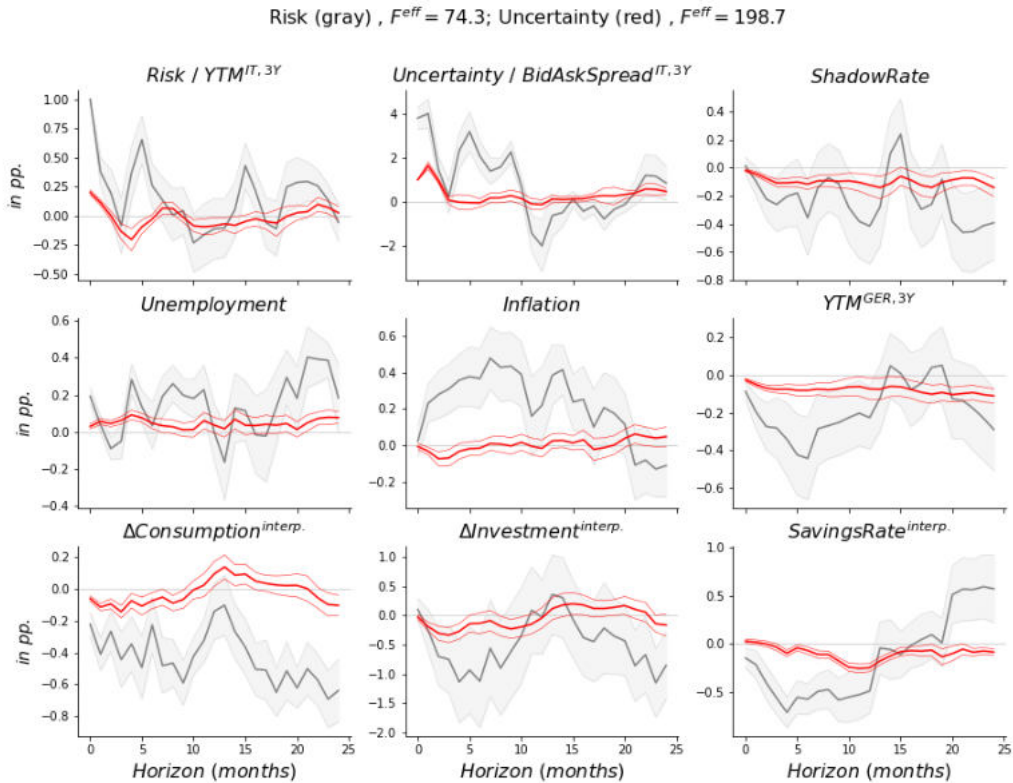 Risk (gray) , F^eff = 74.3; Uncertainty (red) , F^eff = 198.7
Risk / YTM^IT, 3Y
Uncertainty / BidAskSpread^IT, 3Y
ShadowRate
in pp.
1.00
0.75
0.50
0.25
0.00
−0.25
−0.50
4
2
0
−2
0.4
0.2
0.0
−0.2
−0.4
−0.6
−0.8
Unemployment
Inflation
YTM^GER, 3Y
in pp.
0.6
0.4
0.2
0.0
−0.2
−0.4
0.6
0.4
0.2
0.0
−0.2
0.2
0.0
−0.2
−0.4
−0.6
ΔConsumption^interp.
ΔInvestment^interp.
SavingsRate^interp.
in pp.
0.2
0.0
−0.2
−0.4
−0.6
−0.8
1.0
0.5
0.0
−0.5
−1.0
−1.5
−2.0
1.0
0.5
0.0
−0.5
0 5 10 15 20 25
0 5 10 15 20 25
0 5 10 15 20 25
Horizon (months)
Horizon (months)
Horizon (months)